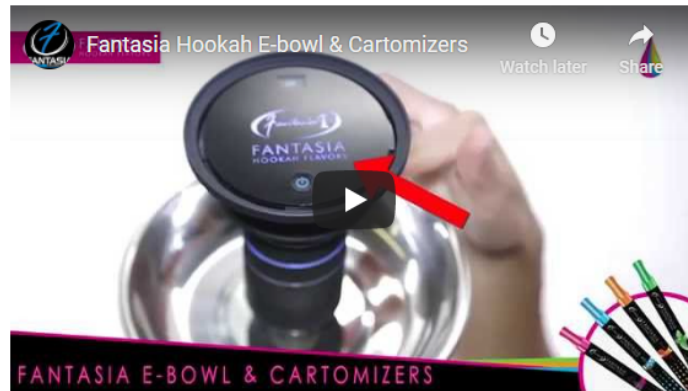 FANTASIA
Fantasia Hookah E-bowl & Cartomizers
Watch later
Share
FANTASIA
HOOKAH FLAVORS
FANTASIA E-BOWL & CARTOMIZERS